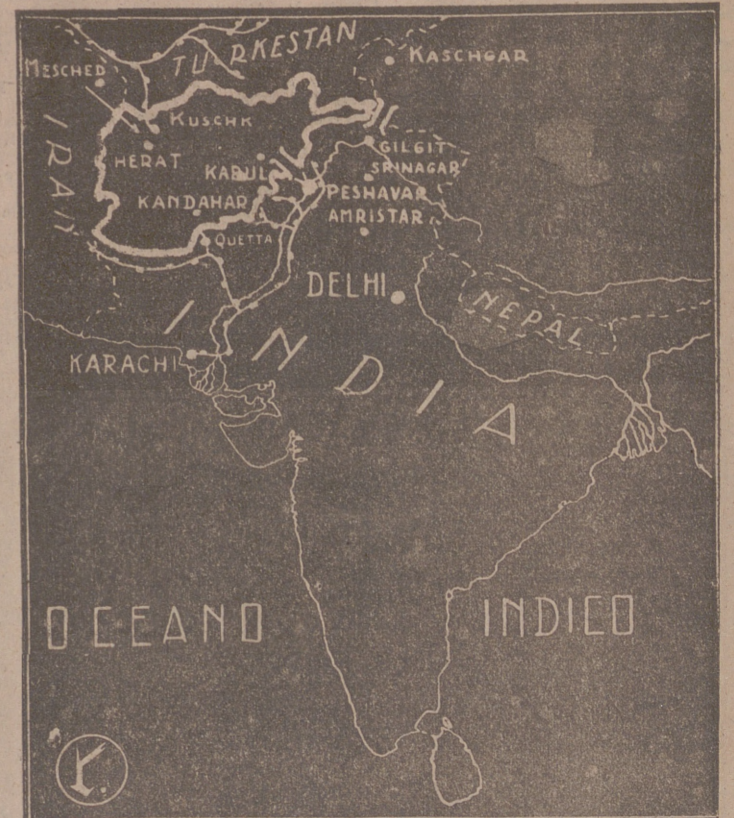 TURKESTAN
KASCHGAR
MESCHED
KUSCHK
IRAN
HERAT
GILGIT
SRINAGAR
KABUL
PESHAVAR
KANDAHAR
AMRISTAR
QUETTA
DELHI
NEPAL
INDIA
KARACHI
OCEANO INDICO